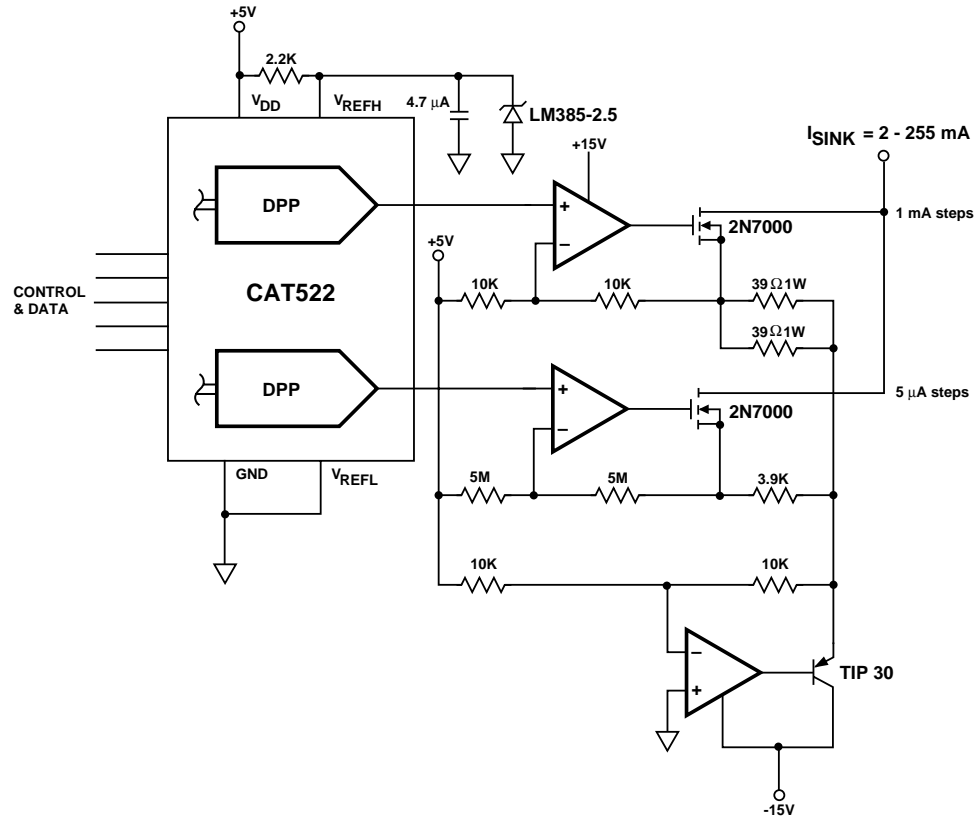 +5V
2.2K
VDD
VREFH
4.7 µA
LM385-2.5
+15V
ISINK = 2 - 255 mA
DPP
+
−
2N7000
1 mA steps
+5V
10K
10K
39Ω1W
39Ω1W
CONTROL
& DATA
CAT522
DPP
+
−
2N7000
5 µA steps
GND
VREFL
5M
5M
3.9K
10K
10K
−
+
TIP 30
-15V